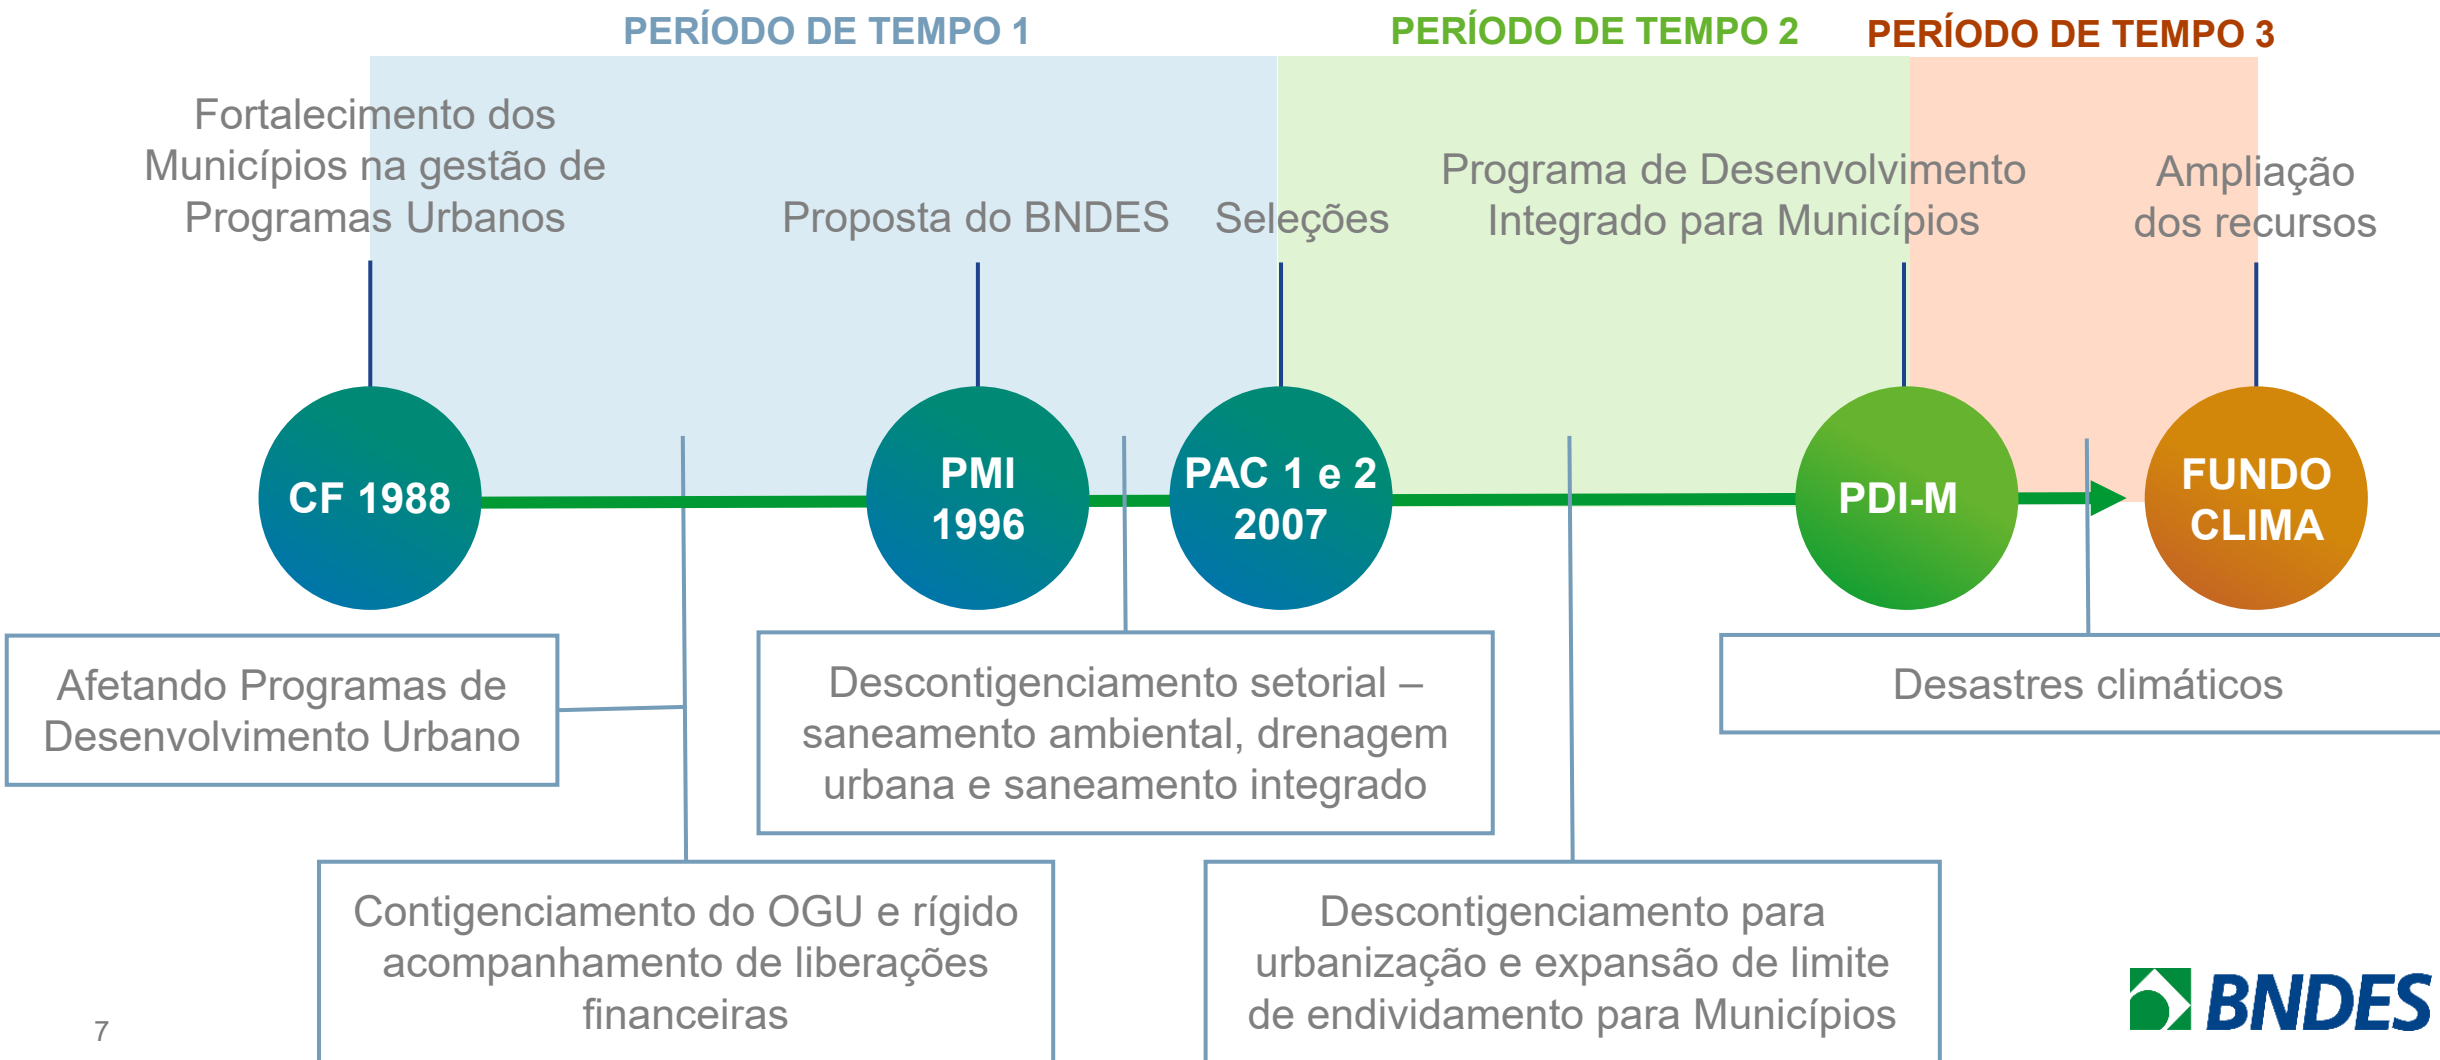 PERÍODO DE TEMPO 1
PERÍODO DE TEMPO 2
PERÍODO DE TEMPO 3
Fortalecimento dos
Municípios na gestão de
Programas Urbanos
Proposta do BNDES
Seleções
Programa de Desenvolvimento
Integrado para Municípios
Ampliação
dos recursos
CF 1988
PMI
1996
PAC 1 e 2
2007
PDI-M
FUNDO
CLIMA
Afetando Programas de
Desenvolvimento Urbano
Descontigenciamento setorial –
saneamento ambiental, drenagem
urbana e saneamento integrado
Desastres climáticos
Contigenciamento do OGU e rígido
acompanhamento de liberações
financeiras
Descontigenciamento para
urbanização e expansão de limite
de endividamento para Municípios
7
BNDES